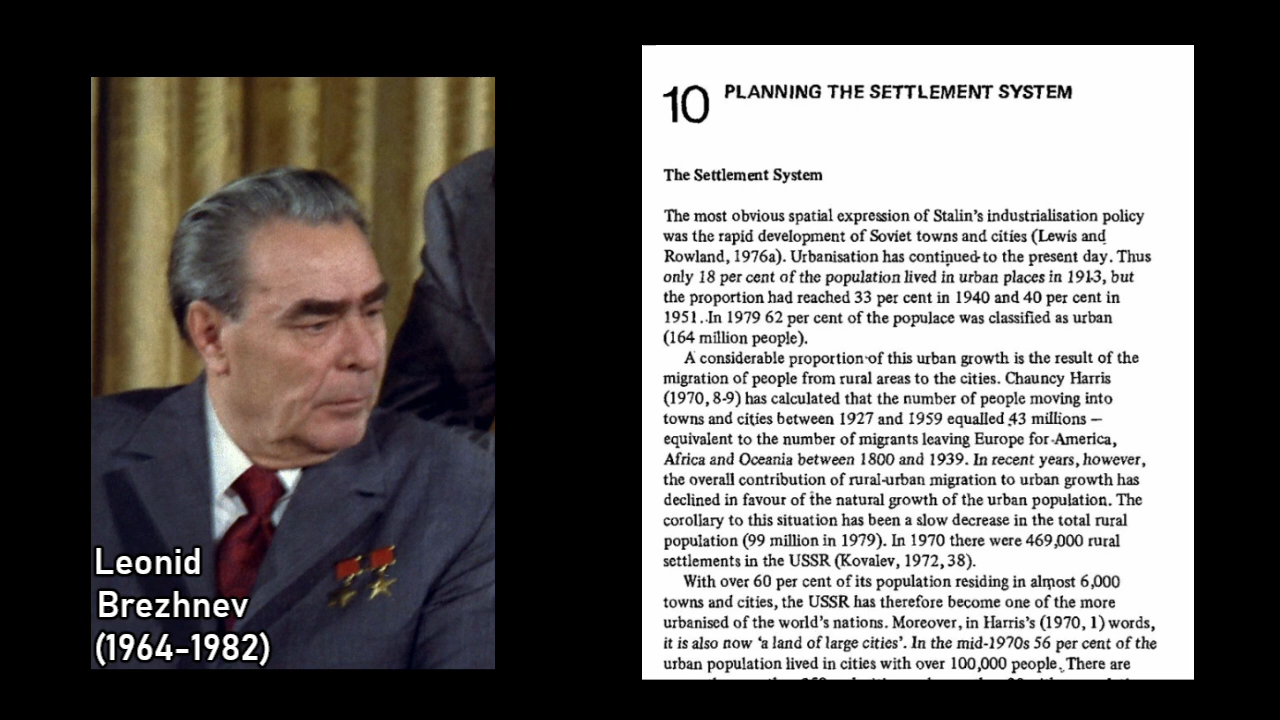 Leonid
Brezhnev
(1964-1982)
10 PLANNING THE SETTLEMENT SYSTEM
The Settlement System
The most obvious spatial expression of Stalin's industrialisation policy
was the rapid development of Soviet towns and cities (Lewis and
Rowland, 1976a). Urbanisation has continued to the present day. Thus
only 18 per cent of the population lived in urban places in 1913, but
the proportion had reached 33 per cent in 1940 and 40 per cent in
1951. In 1979 62 per cent of the populace was classified as urban
(164 million people).
A considerable proportion of this urban growth is the result of the
migration of people from rural areas to the cities. Chauncy Harris
(1970, 8-9) has calculated that the number of people moving into
towns and cities between 1927 and 1959 equalled 43 millions —
equivalent to the number of migrants leaving Europe for America,
Africa and Oceania between 1800 and 1939. In recent years, however,
the overall contribution of rural-urban migration to urban growth has
declined in favour of the natural growth of the urban population. The
corollary to this situation has been a slow decrease in the total rural
population (99 million in 1979). In 1970 there were 469,000 rural
settlements in the USSR (Kovalev, 1972, 38).
With over 60 per cent of its population residing in almost 6,000
towns and cities, the USSR has therefore become one of the more
urbanised of the world's nations. Moreover, in Harris's (1970, 1) words,
it is also now 'a land of large cities'. In the mid-1970s 56 per cent of the
urban population lived in cities with over 100,000 people. There are